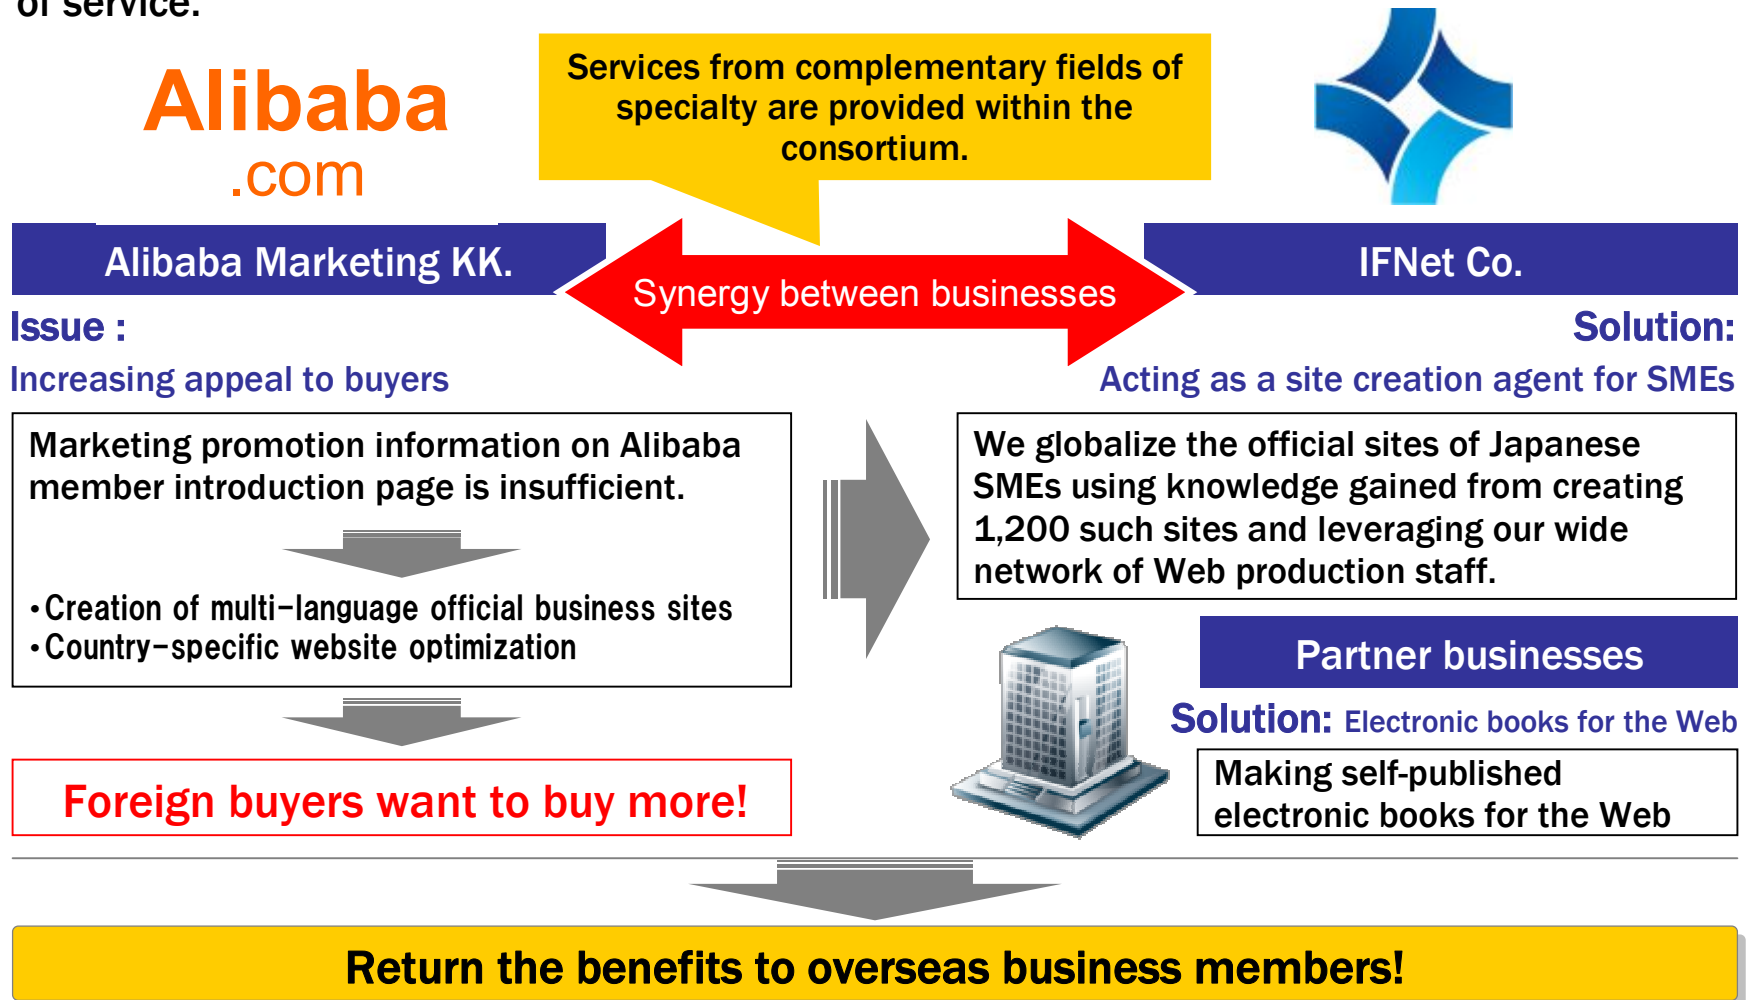 of service.
Alibaba
.com
Services from complementary fields of
specialty are provided within the
consortium.
Alibaba Marketing KK.
Synergy between businesses
IFNet Co.
Issue :
Increasing appeal to buyers
Marketing promotion information on Alibaba
member introduction page is insufficient.
・Creation of multi-language official business sites
・Country-specific website optimization
Foreign buyers want to buy more!
Solution:
Acting as a site creation agent for SMEs
We globalize the official sites of Japanese
SMEs using knowledge gained from creating
1,200 such sites and leveraging our wide
network of Web production staff.
Partner businesses
Solution: Electronic books for the Web
Making self-published
electronic books for the Web
Return the benefits to overseas business members!